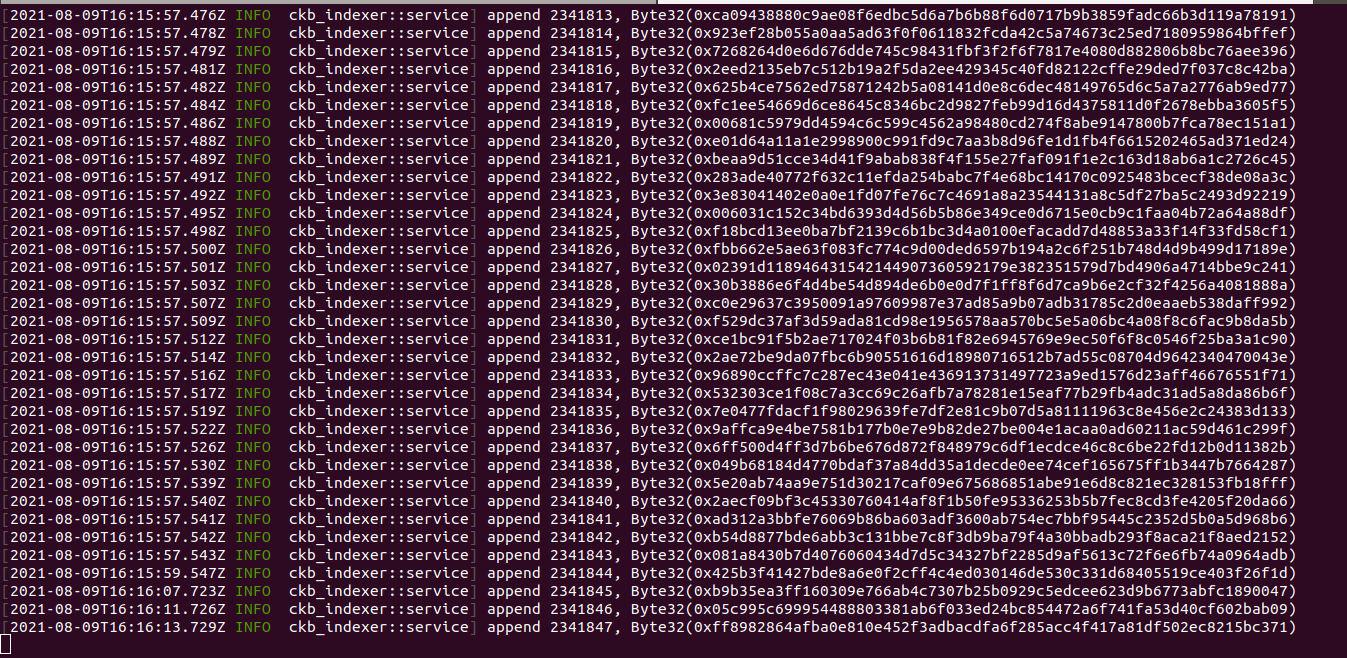 [2021-08-09T16:15:57.476Z INFO  ckb_indexer::service] append 2341813, Byte32(0xca09438880c9ae08f6edbc5d6a7b6b88f6d0717b9b3859fadc66b3d119a78191)
[2021-08-09T16:15:57.478Z INFO  ckb_indexer::service] append 2341814, Byte32(0x923ef28b055a0aa5ad63f0f0611832fcda42c5a74673c25ed7180959864bffef)
[2021-08-09T16:15:57.479Z INFO  ckb_indexer::service] append 2341815, Byte32(0x7268264d0e6d676dde745c98431fbf3f2f6f7817e4080d882806b8bc76aee396)
[2021-08-09T16:15:57.481Z INFO  ckb_indexer::service] append 2341816, Byte32(0x2eed2135eb7c512b19a2f5da2ee429345c40fd82122cffe29ded7f037c8c42ba)
[2021-08-09T16:15:57.482Z INFO  ckb_indexer::service] append 2341817, Byte32(0x625b4ce7562ed75871242b5a08141d0e8c6dec48149765d6c5a7a2776ab9ed77)
[2021-08-09T16:15:57.484Z INFO  ckb_indexer::service] append 2341818, Byte32(0xfc1ee54669d6ce8645c8346bc2d9827feb99d16d4375811d0f2678ebba3605f5)
[2021-08-09T16:15:57.486Z INFO  ckb_indexer::service] append 2341819, Byte32(0x00681c5979dd4594c6c599c4562a98480cd274f8abe9147800b7fca78ec151a1)
[2021-08-09T16:15:57.488Z INFO  ckb_indexer::service] append 2341820, Byte32(0xe01d64a11a1e2998900c991fd9c7aa3b8d96fe1d1fb4f6615202465ad371ed24)
[2021-08-09T16:15:57.489Z INFO  ckb_indexer::service] append 2341821, Byte32(0xbeaa9d51cce34d41f9abab838f4f155e27faf091f1e2c163d18ab6a1c2726c45)
[2021-08-09T16:15:57.491Z INFO  ckb_indexer::service] append 2341822, Byte32(0x283ade40772f632c11efda254babc7f4e68bc14170c0925483bcecf38de08a3c)
[2021-08-09T16:15:57.492Z INFO  ckb_indexer::service] append 2341823, Byte32(0x3e83041402e0a0e1fd07fe76c7c4691a8a23544131a8c5df27ba5c2493d92219)
[2021-08-09T16:15:57.495Z INFO  ckb_indexer::service] append 2341824, Byte32(0x006031c152c34bd6393d4d56b5b86e349ce0d6715e0cb9c1faa04b72a64a88df)
[2021-08-09T16:15:57.498Z INFO  ckb_indexer::service] append 2341825, Byte32(0xf18bcd13ee0ba7bf2139c6b1bc3d4a0100efacadd7d48853a33f14f33fd58cf1)
[2021-08-09T16:15:57.500Z INFO  ckb_indexer::service] append 2341826, Byte32(0xfbb662e5ae63f083fc774c9d00ded6597b194a2c6f251b748d4d9b499d17189e)
[2021-08-09T16:15:57.501Z INFO  ckb_indexer::service] append 2341827, Byte32(0x02391d1189464315421449073605921 79e382351579d7bd4906a4714bbe9c241)
[2021-08-09T16:15:57.503Z INFO  ckb_indexer::service] append 2341828, Byte32(0x30b3886e6f4d4be54d894de6b0e0d7f1ff8f6d7ca9b6e2cf32f4256a4081888a)
[2021-08-09T16:15:57.507Z INFO  ckb_indexer::service] append 2341829, Byte32(0xc0e29637c3950091a97609987e37ad85a9b07adb31785c2d0eaaeb538daff992)
[2021-08-09T16:15:57.509Z INFO  ckb_indexer::service] append 2341830, Byte32(0xf529dc37af3d59ada81cd98e1956578aa570bc5e5a06bc4a08f8c6fac9b8da5b)
[2021-08-09T16:15:57.512Z INFO  ckb_indexer::service] append 2341831, Byte32(0xce1bc91f5b2ae717024f03b6b81f82e6945769e9ec50f6f8c0546f25ba3a1c90)
[2021-08-09T16:15:57.514Z INFO  ckb_indexer::service] append 2341832, Byte32(0x2ae72be9da07fbc6b90551616d18980716512b7ad55c08704d9642340470043e)
[2021-08-09T16:15:57.516Z INFO  ckb_indexer::service] append 2341833, Byte32(0x96890ccffc7c287ec43e041e436913731497723a9ed1576d23aff46676551f71)
[2021-08-09T16:15:57.517Z INFO  ckb_indexer::service] append 2341834, Byte32(0x532303ce1f08c7a3cc69c26afb7a78281e15eaf77b29fb4adc31ad5a8da86b6f)
[2021-08-09T16:15:57.519Z INFO  ckb_indexer::service] append 2341835, Byte32(0x7e0477fdacf1f98029639fe7df2e81c9b07d5a81111963c8e456e2c24383d133)
[2021-08-09T16:15:57.522Z INFO  ckb_indexer::service] append 2341836, Byte32(0x9affca9e4be7581b177b0e7e9b82de27be004e1acaa0ad60211ac59d461c299f)
[2021-08-09T16:15:57.526Z INFO  ckb_indexer::service] append 2341837, Byte32(0x6ff500d4ff3d7b6be676d872f848979c6df1ecdce46c8c6be22fd12b0d11382b)
[2021-08-09T16:15:57.530Z INFO  ckb_indexer::service] append 2341838, Byte32(0x049b68184d4770bdaf37a84dd35a1decde0ee74cef165675ff1b3447b7664287)
[2021-08-09T16:15:57.539Z INFO  ckb_indexer::service] append 2341839, Byte32(0x5e20ab74aa9e751d30217caf09e675686851abe91e6d8c821ec328153fb18fff)
[2021-08-09T16:15:57.540Z INFO  ckb_indexer::service] append 2341840, Byte32(0x2aecf09bf3c45330760414af8f1b50fe95336253b5b7fec8cd3fe4205f20da66)
[2021-08-09T16:15:57.541Z INFO  ckb_indexer::service] append 2341841, Byte32(0xad312a3bbfe76069b86ba603adf3600ab754ec7bbf95445c2352d5b0a5d968b6)
[2021-08-09T16:15:57.542Z INFO  ckb_indexer::service] append 2341842, Byte32(0xb54d8877bde6abb3c131bbe7c8f3db9ba79f4a30bbadb293f8aca21f8aed2152)
[2021-08-09T16:15:57.543Z INFO  ckb_indexer::service] append 2341843, Byte32(0x081a8430b7d4076060434d7d5c34327bf2285d9af5613c72f6e6fb74a0964adb)
[2021-08-09T16:15:59.547Z INFO  ckb_indexer::service] append 2341844, Byte32(0x425b3f41427bde8a6e0f2cff4c4ed030146de530c331d68405519ce403f26f1d)
[2021-08-09T16:16:07.723Z INFO  ckb_indexer::service] append 2341845, Byte32(0xb9b35ea3ff160309e766ab4c7307b25b0929c5edcee623d9b6773abfc1890047)
[2021-08-09T16:16:11.726Z INFO  ckb_indexer::service] append 2341846, Byte32(0x05c995c699954488803381ab6f033ed24bc854472a6f741fa53d40cf602bab09)
[2021-08-09T16:16:13.729Z INFO  ckb_indexer::service] append 2341847, Byte32(0xff8982864afba0e810e452f3adbacdfa6f285acc4f417a81df502ec8215bc371)